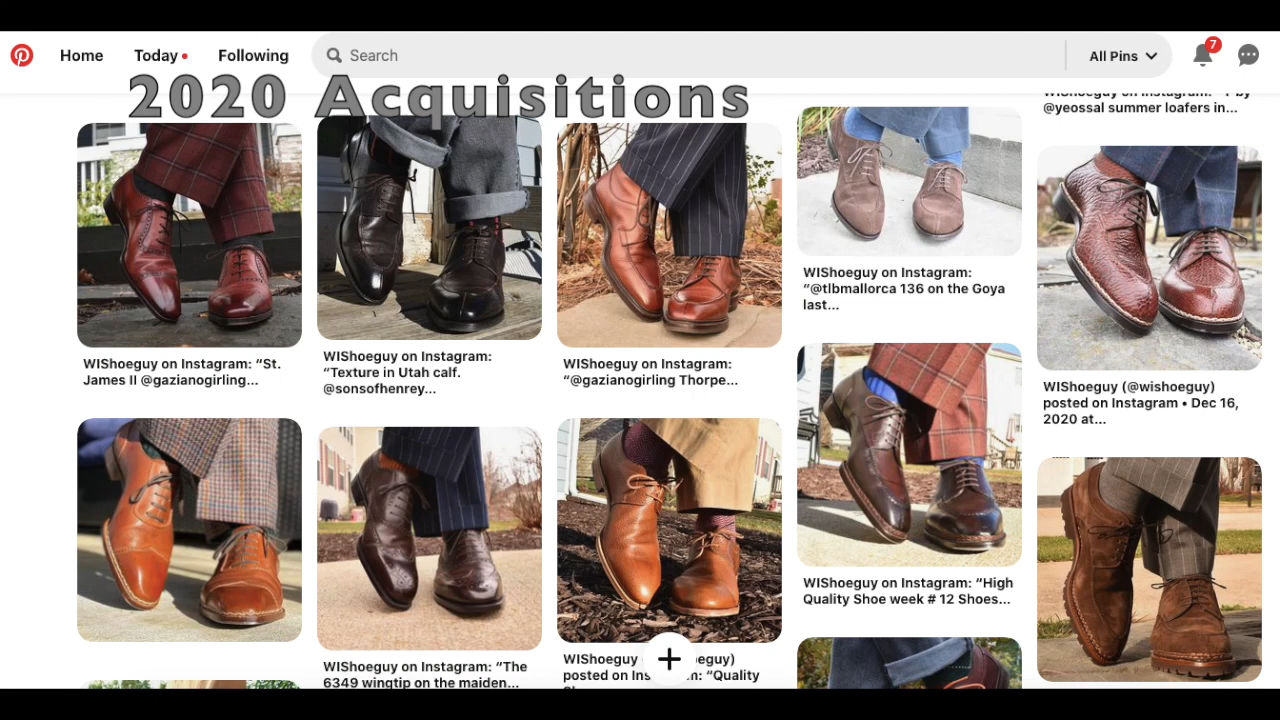 Home Today Following Search All Pins 7
2020 Acquisitions
WIShoeguy on Instagram: “St.
James II @gazianogirling...
WIShoeguy on Instagram:
“Texture in Utah calf.
@sonsofhenrey...
WIShoeguy on Instagram:
“@gazianogirling Thorpe...
WIShoeguy on Instagram:
“@tlbmallorca 136 on the Goya
last...
@yeossal summer loafers in...
WIShoeguy (@wishoeguy)
posted on Instagram • Dec 16,
2020 at...
WIShoeguy on Instagram: “The
6349 wingtip on the maiden...
WIShoeguy
eguy)
posted on Ins
m: “Quality
WIShoeguy on Instagram: “High
Quality Shoe week # 12 Shoes...